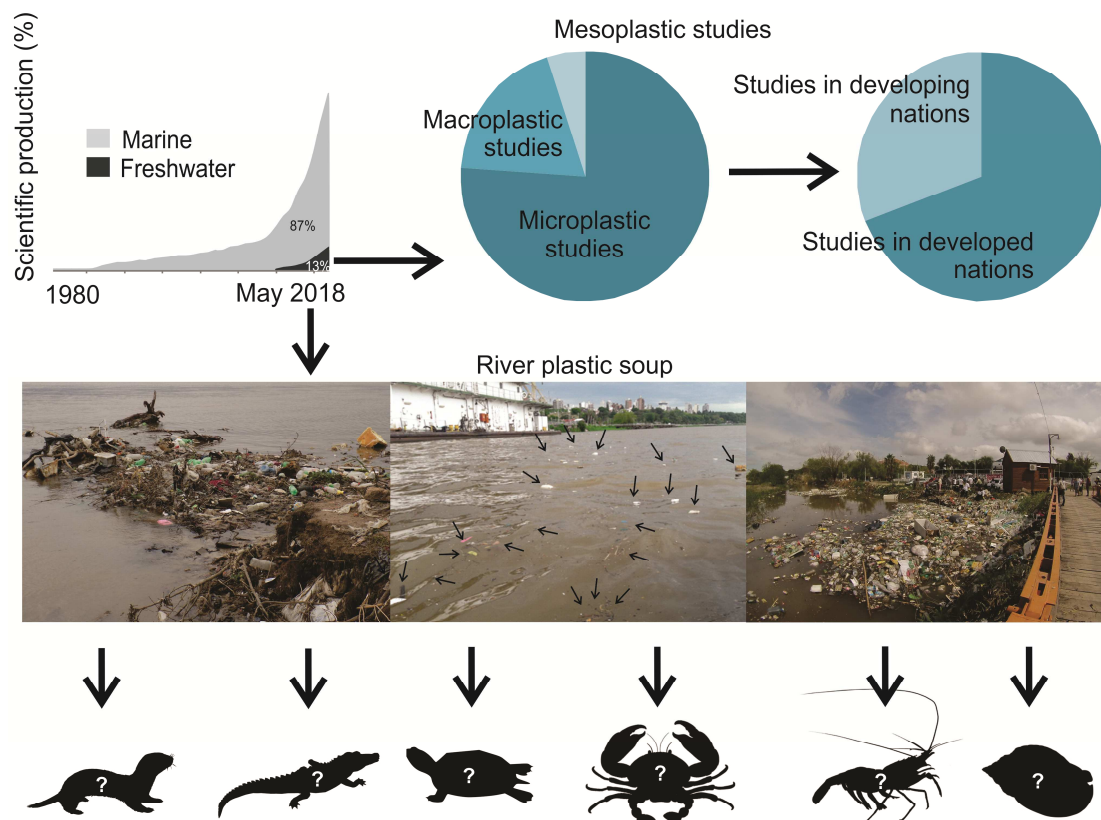 Scientific production (%)
Marine
Freshwater
87%
13%
1980
May 2018
Mesoplastic studies
Macroplastic
studies
Microplastic
studies
Studies in developing
nations
Studies in developed
nations
River plastic soup
?
?
?
?
?
?